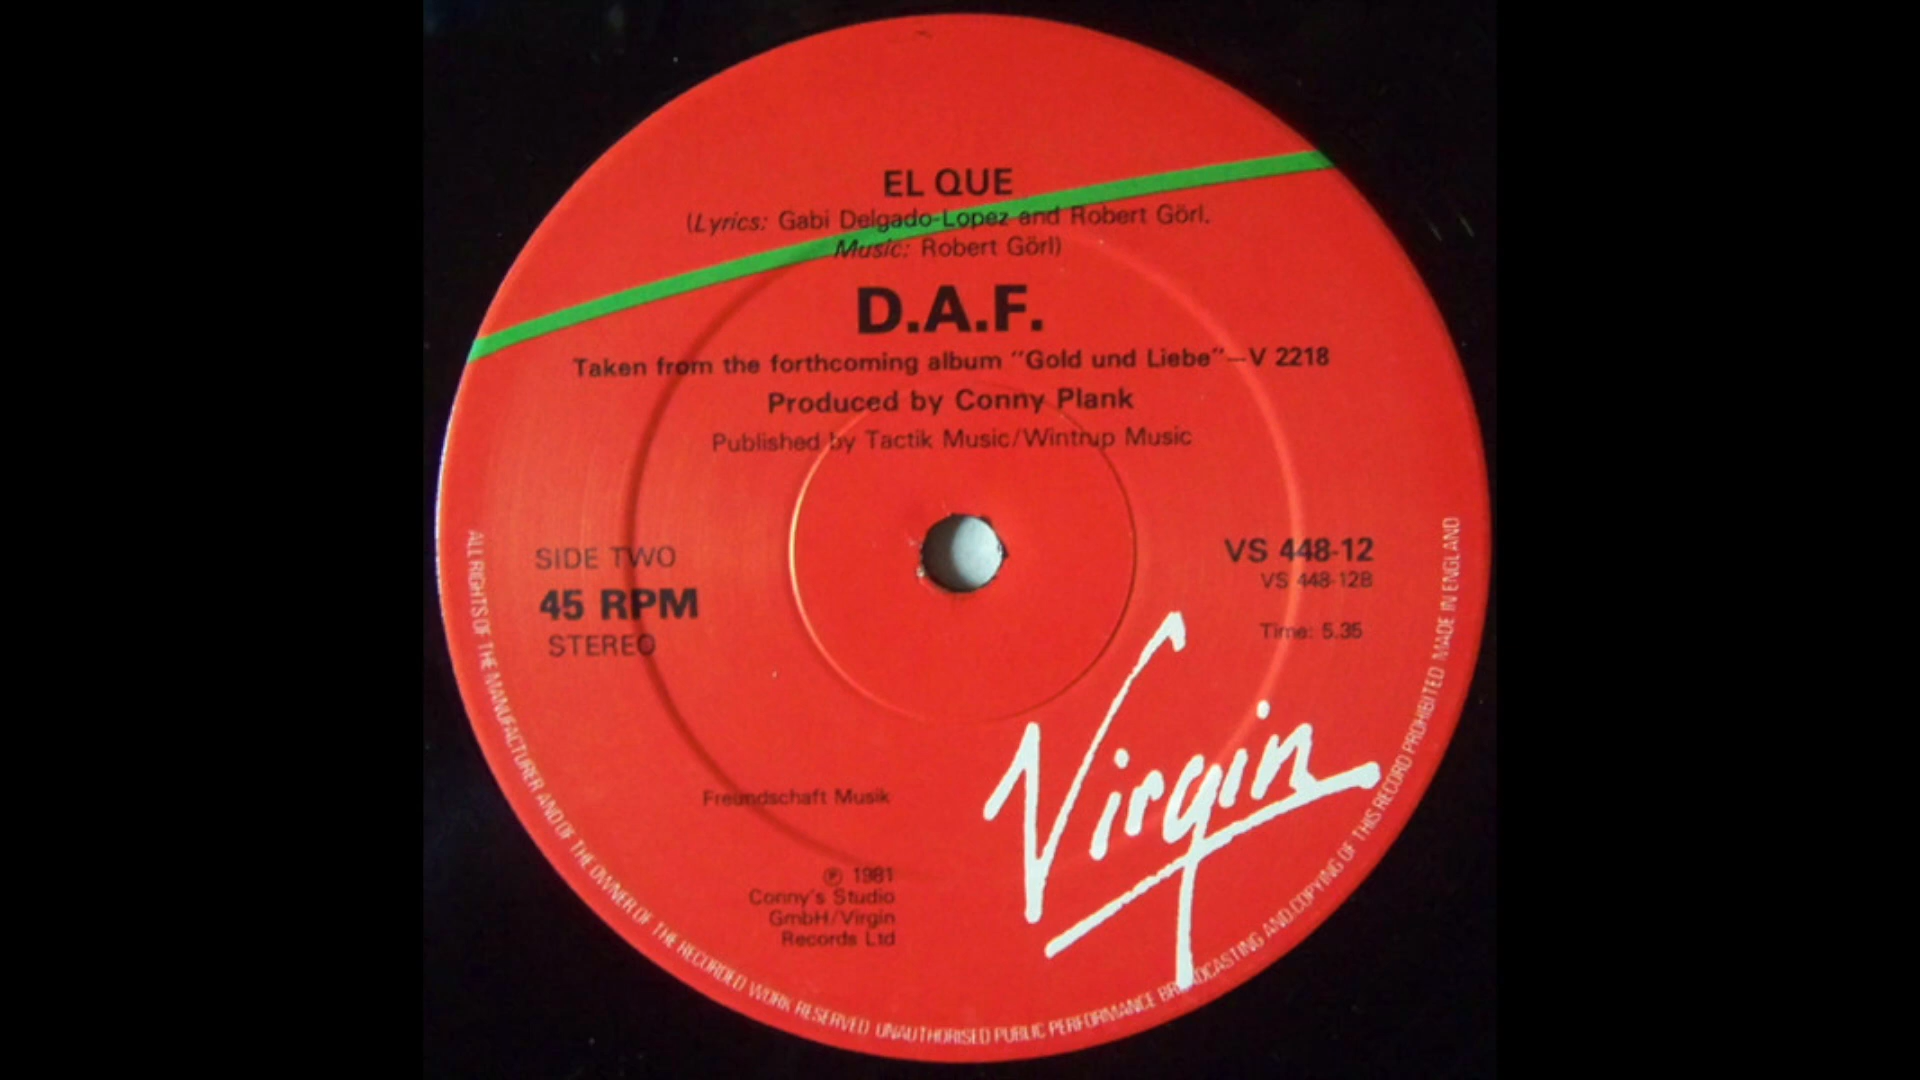 EL QUE
(Lyrics: Gabi Delgado-Lopez and Robert Görl.
Music: Robert Görl)
D.A.F.
Taken from the forthcoming album "Gold und Liebe"—V 2218
Produced by Conny Plank
Published by Tactik Music/Wintrup Music
SIDE TWO
45 RPM
STEREO
VS 448-12
VS 448-12B
Time: 5.35
Virgin
Freundschaft Musik
℗ 1981
Conny's Studio
GmbH/Virgin
Records Ltd
ALL RIGHTS OF THE MANUFACTURER AND OF THE OWNER OF THE RECORDED WORK RESERVED UNAUTHORISED PUBLIC PERFORMANCE BROADCASTING AND COPYING OF THIS RECORD PROHIBITED MADE IN ENGLAND